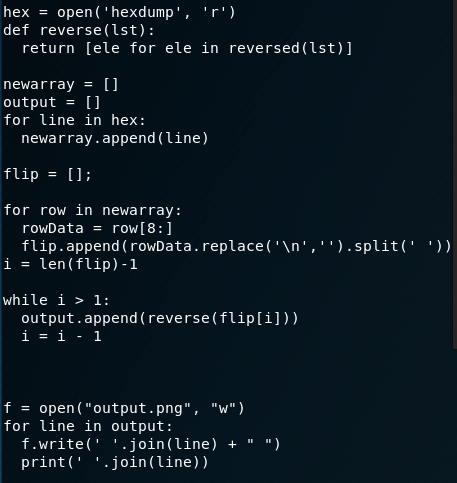 hex = open('hexdump', 'r')
def reverse(lst):
  return [ele for ele in reversed(lst)]

newarray = []
output = []
for line in hex:
  newarray.append(line)

flip = [];

for row in newarray:
  rowData = row[8:]
  flip.append(rowData.replace('\n','').split(' '))
i = len(flip)-1

while i > 1:
  output.append(reverse(flip[i]))
  i = i - 1

f = open("output.png", "w")
for line in output:
  f.write(' '.join(line) + " ")
  print(' '.join(line))